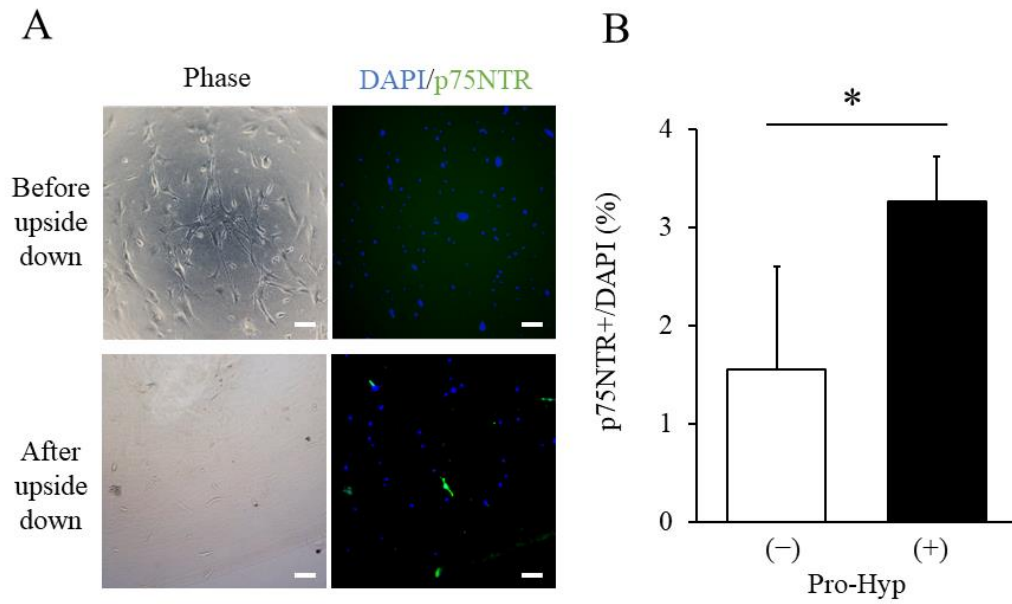 A
Phase
DAPI/p75NTR
Before
upside
down
After
upside
down
B
*
p75NTR+/DAPI (%)
4
3
2
1
0
(−)
(+)
Pro-Hyp